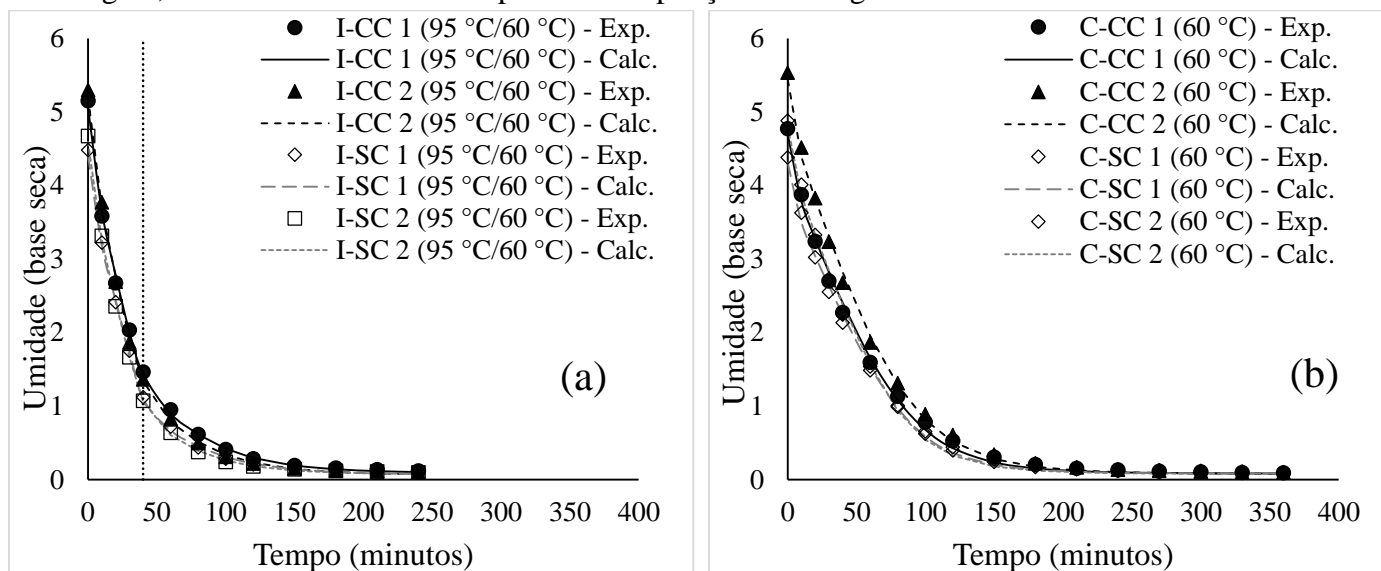 6
5
4
3
2
1
0
0 50 100 150 200 250 300 350 400
Umidade (base seca)
Tempo (minutos)
I-CC 1 (95 °C/60 °C) - Exp.
I-CC 1 (95 °C/60 °C) - Calc.
I-CC 2 (95 °C/60 °C) - Exp.
I-CC 2 (95 °C/60 °C) - Calc.
I-SC 1 (95 °C/60 °C) - Exp.
I-SC 1 (95 °C/60 °C) - Calc.
I-SC 2 (95 °C/60 °C) - Exp.
I-SC 2 (95 °C/60 °C) - Calc.
(a)
6
5
4
3
2
1
0
0 50 100 150 200 250 300 350 400
Umidade (base seca)
Tempo (minutos)
C-CC 1 (60 °C) - Exp.
C-CC 1 (60 °C) - Calc.
C-CC 2 (60 °C) - Exp.
C-CC 2 (60 °C) - Calc.
C-SC 1 (60 °C) - Exp.
C-SC 1 (60 °C) - Calc.
C-SC 2 (60 °C) - Exp.
C-SC 2 (60 °C) - Calc.
(b)